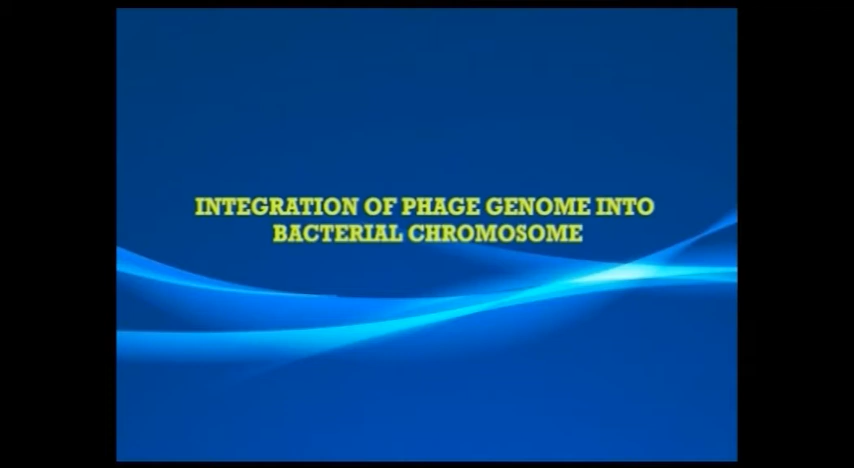 INTEGRATION OF PHAGE GENOME INTO
BACTERIAL CHROMOSOME